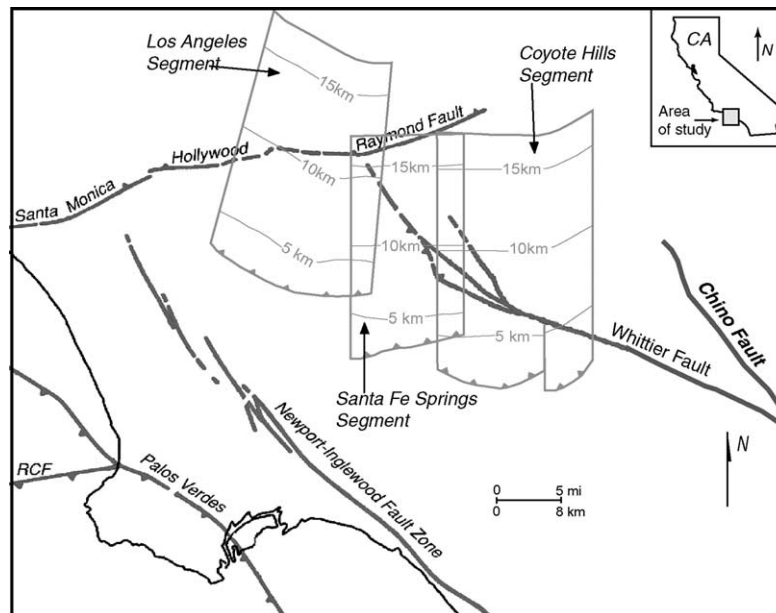 Los Angeles
Segment
Coyote Hills
Segment
CA
N
Area
of study
15km
Raymond Fault
Hollywood
10km
15km
15km
Santa Monica
5 km
10km
10km
Chino Fault
5 km
5 km
Whittier Fault
Santa Fe Springs
Segment
Newport-Inglewood Fault Zone
N
RCF
Palos Verdes
0 5 mi
0 8 km